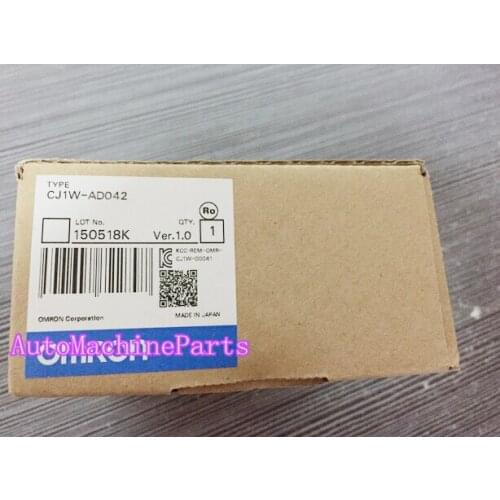 TYPE
CJ1W-AD042
Ro
LOT No. QTY.
150518K Ver.1.0 1
KCC-REM-OMR-
CJ1W-00041
OMRON Corporation MADE IN JAPAN
AutoMachineParts
OMRON